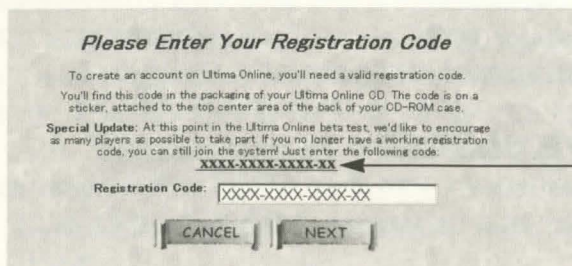 Please Enter Your Registration Code
To create an account on Ultima Online, you'll need a valid registration code.
You'll find this code in the packaging of your Ultima Online CD. The code is on a
sticker, attached to the top center area of the back of your CD-ROM case.
Special Update: At this point in the beta test, we'd like to encourage
as many players as possible to take part. If you no longer have a working registration
code, you can still join the system! Just enter the following code:
XXXX-XXXX-XXXX-XX
Registration Code: XXXX-XXXX-XXXX-XX
CANCEL NEXT